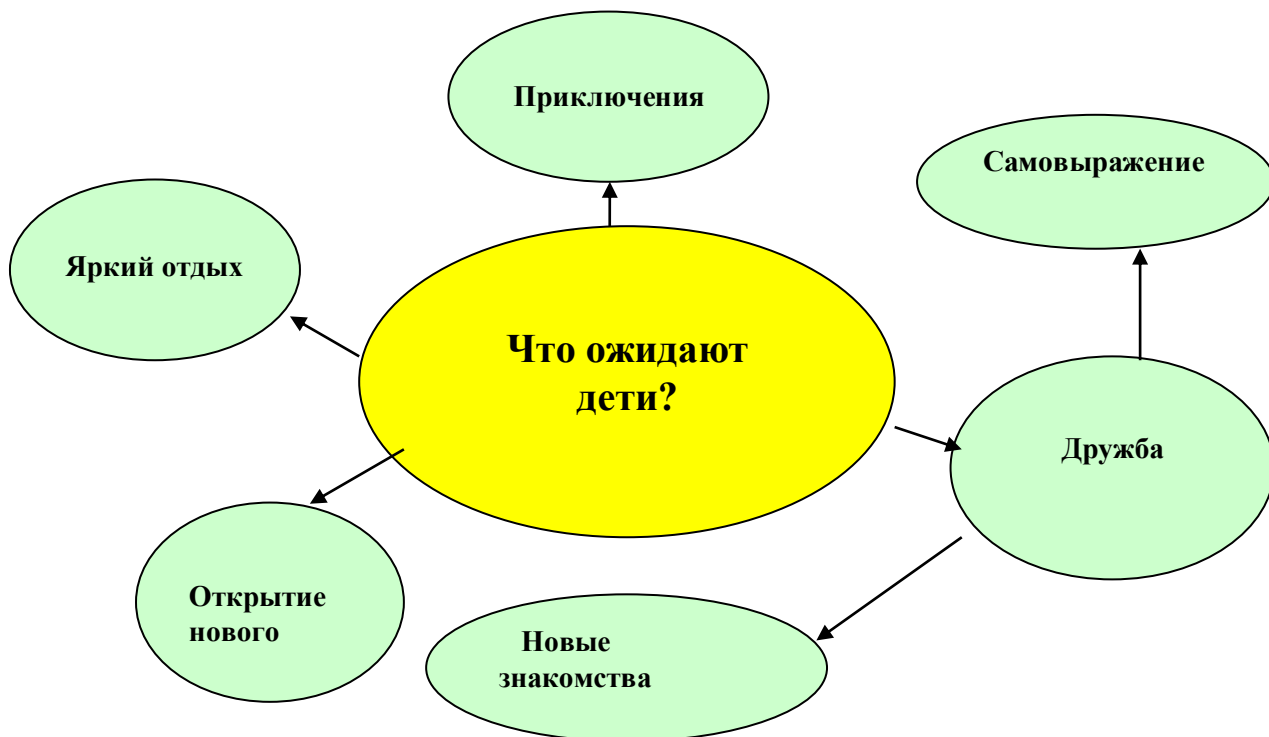 Приключения
Самовыражение
Яркий отдых
Что ожидают
дети?
Дружба
Открытие
нового
Новые
знакомства